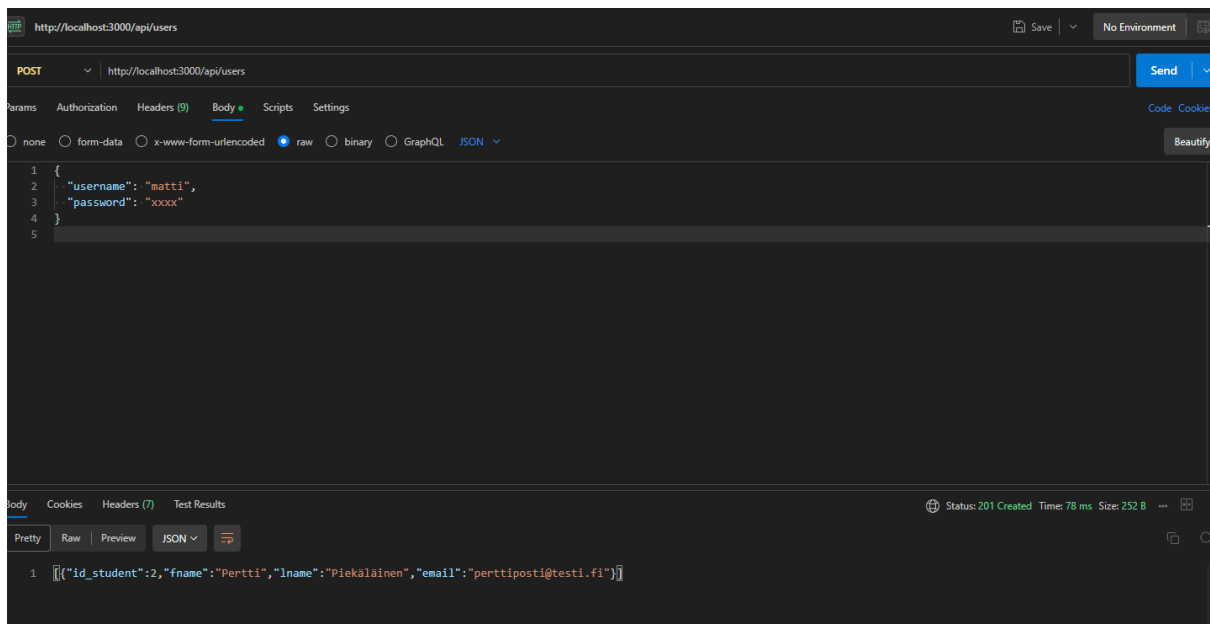 HTTP http://localhost:3000/api/users Save No Environment
POST http://localhost:3000/api/users Send
Params Authorization Headers (9) Body Scripts Settings Code Cookie
none form-data x-www-form-urlencoded raw binary GraphQL JSON Beautify
1 {
2 "username": "matti",
3 "password": "xxxx"
4 }
5
Body Cookies Headers (7) Test Results Status: 201 Created Time: 78 ms Size: 252 B
Pretty Raw Preview JSON
1 [{"id_student":2,"fname":"Pertti","lname":"Piekäläinen","email":"perttiposti@testi.fi"}]